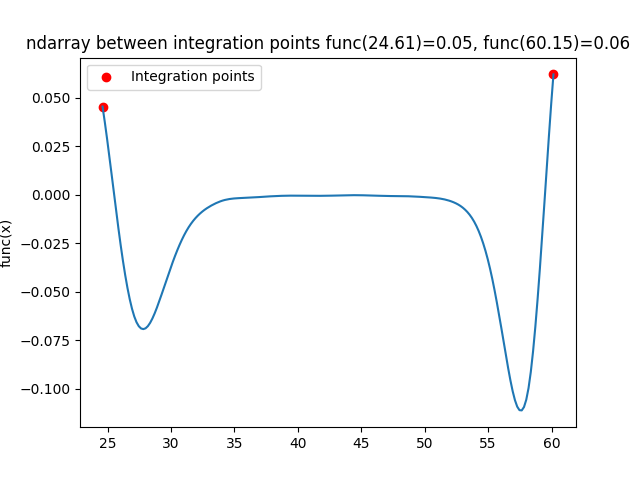 ndarray between integration points func(24.61)=0.05, func(60.15)=0.06
Integration points
func(x)
0.050
0.025
0.000
−0.025
−0.050
−0.075
−0.100
25 30 35 40 45 50 55 60